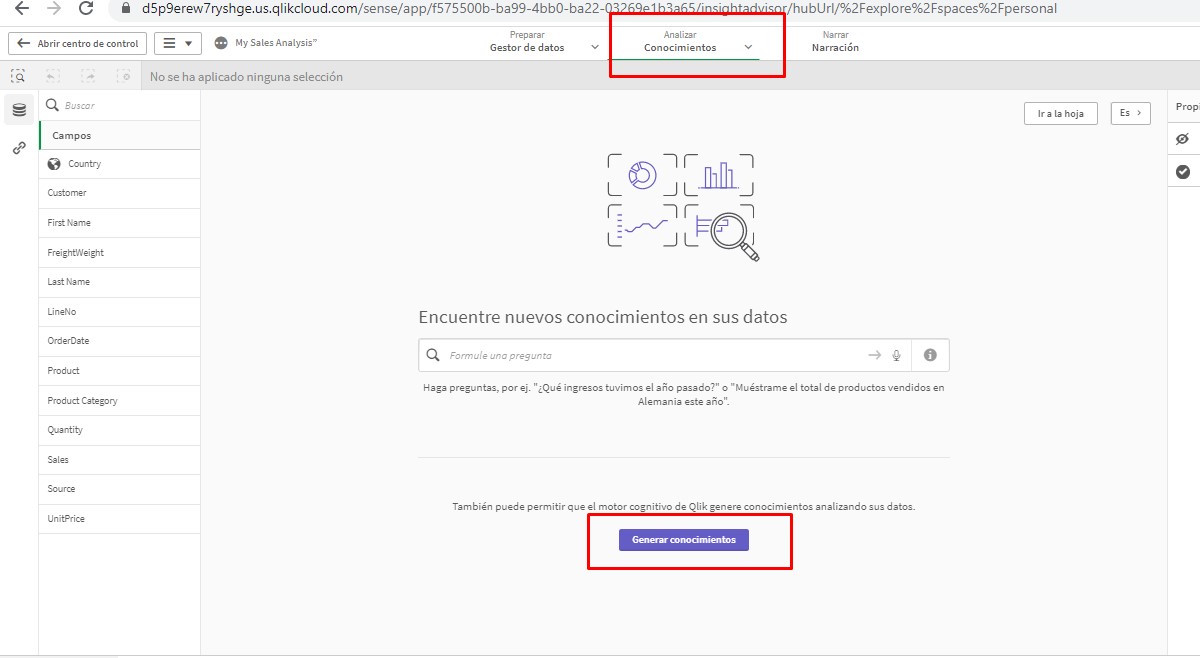 d5p9erew7ryshge.us.qlikcloud.com/sense/app/f575500b-ba99-4bb0-ba22-03269e1b3a65/insightadvisor/hubUrl/%2Fexplore%2Fspaces%2Fpersonal
Abrir centro de control
My Sales Analysis"
Preparar
Gestor de datos
Analizar
Conocimientos
Narrar
Narración
No se ha aplicado ninguna selección
Buscar
Campos
Country
Customer
First Name
FreightWeight
Last Name
LineNo
OrderDate
Product
Product Category
Quantity
Sales
Source
UnitPrice
Ir a la hoja
Es
Propi
Encuentre nuevos conocimientos en sus datos
Formule una pregunta
Haga preguntas, por ej. "¿Qué ingresos tuvimos el año pasado?" o "Muéstrame el total de productos vendidos en
Alemania este año".
También puede permitir que el motor cognitivo de Qlik genere conocimientos analizando sus datos.
Generar conocimientos